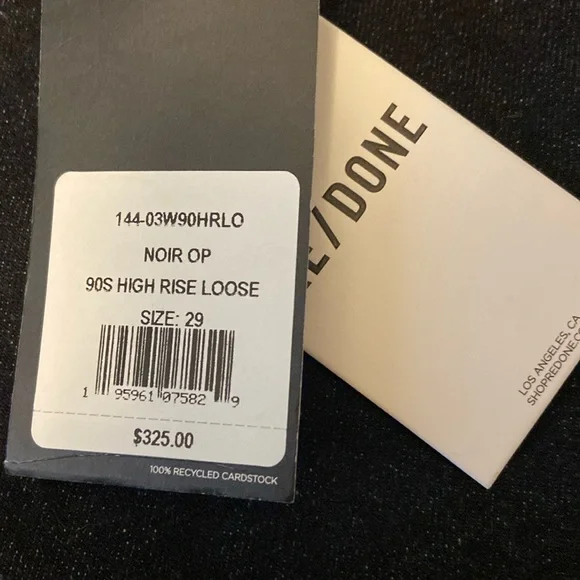 144-03W90HRLO
NOIR OP
90S HIGH RISE LOOSE
SIZE: 29
1 95961 07582 9
$325.00
100% RECYCLED CARDSTOCK
E/DONE
LOS ANGELES, CA
SHOPREDONE.C